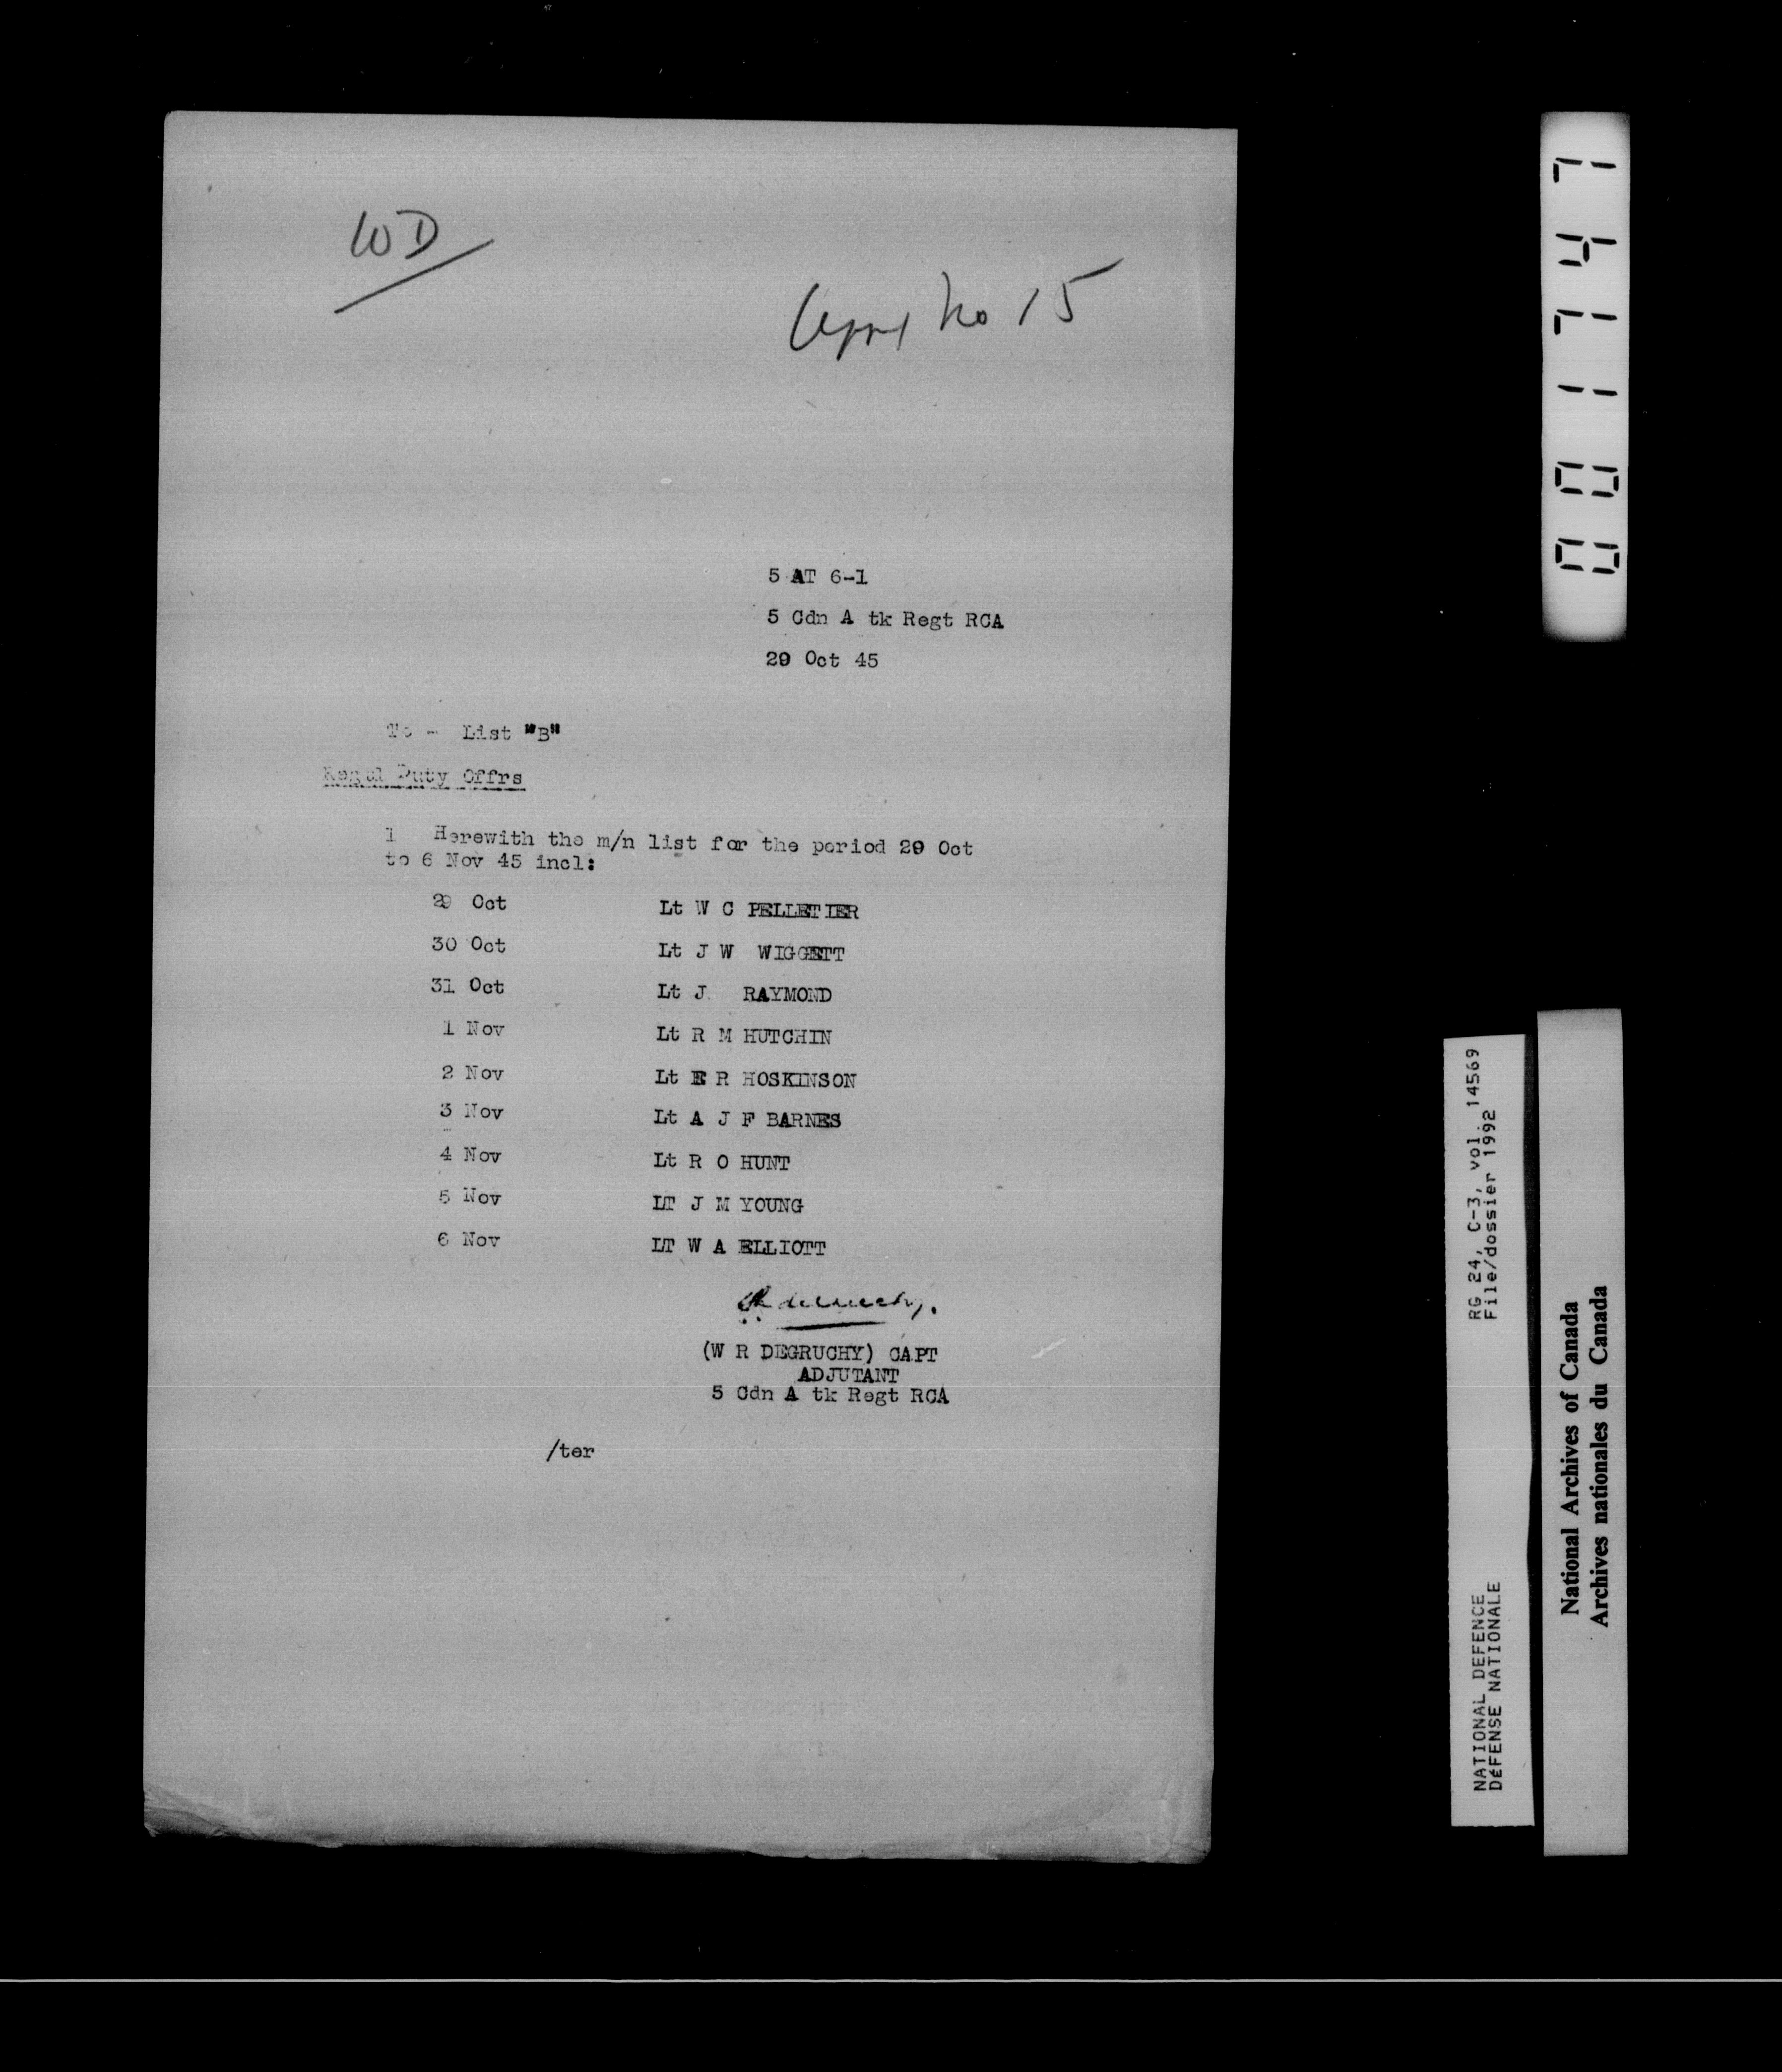 WD
Appx No 15
5 AT 6-1
5 Cdn A tk Regt RCA
29 Oct 45
To - List "B"
Regtl Duty Offrs
1 Herewith the m/n list for the period 29 Oct
to 6 Nov 45 incl:
29 Oct Lt W C PELLETIER
30 Oct Lt J W WIGGETT
31 Oct Lt J RAYMOND
1 Nov Lt R M HUTCHIN
2 Nov Lt E R HOSKINSON
3 Nov Lt A J F BARNES
4 Nov Lt R O HUNT
5 Nov LT J M YOUNG
6 Nov LT W A ELLIOTT
(W R DEGRUCHY) CAPT
ADJUTANT
5 Cdn A tk Regt RCA
/ter
001747
NATIONAL DEFENCE RG 24, C-3, vol. 14569
DÉFENSE NATIONALE File/dossier 1992
National Archives of Canada
Archives nationales du Canada